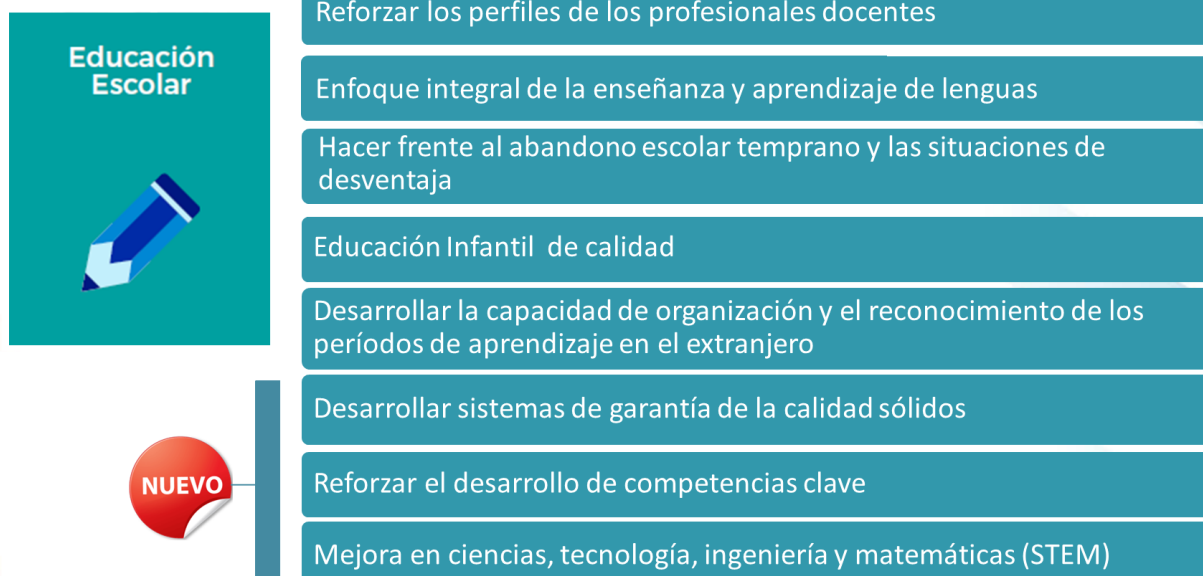 Educación
Escolar
Reforzar los perfiles de los profesionales docentes
Enfoque integral de la enseñanza y aprendizaje de lenguas
Hacer frente al abandono escolar temprano y las situaciones de
desventaja
Educación Infantil de calidad
Desarrollar la capacidad de organización y el reconocimiento de los
períodos de aprendizaje en el extranjero
Desarrollar sistemas de garantía de la calidad sólidos
NUEVO
Reforzar el desarrollo de competencias clave
Mejora en ciencias, tecnología, ingeniería y matemáticas (STEM)